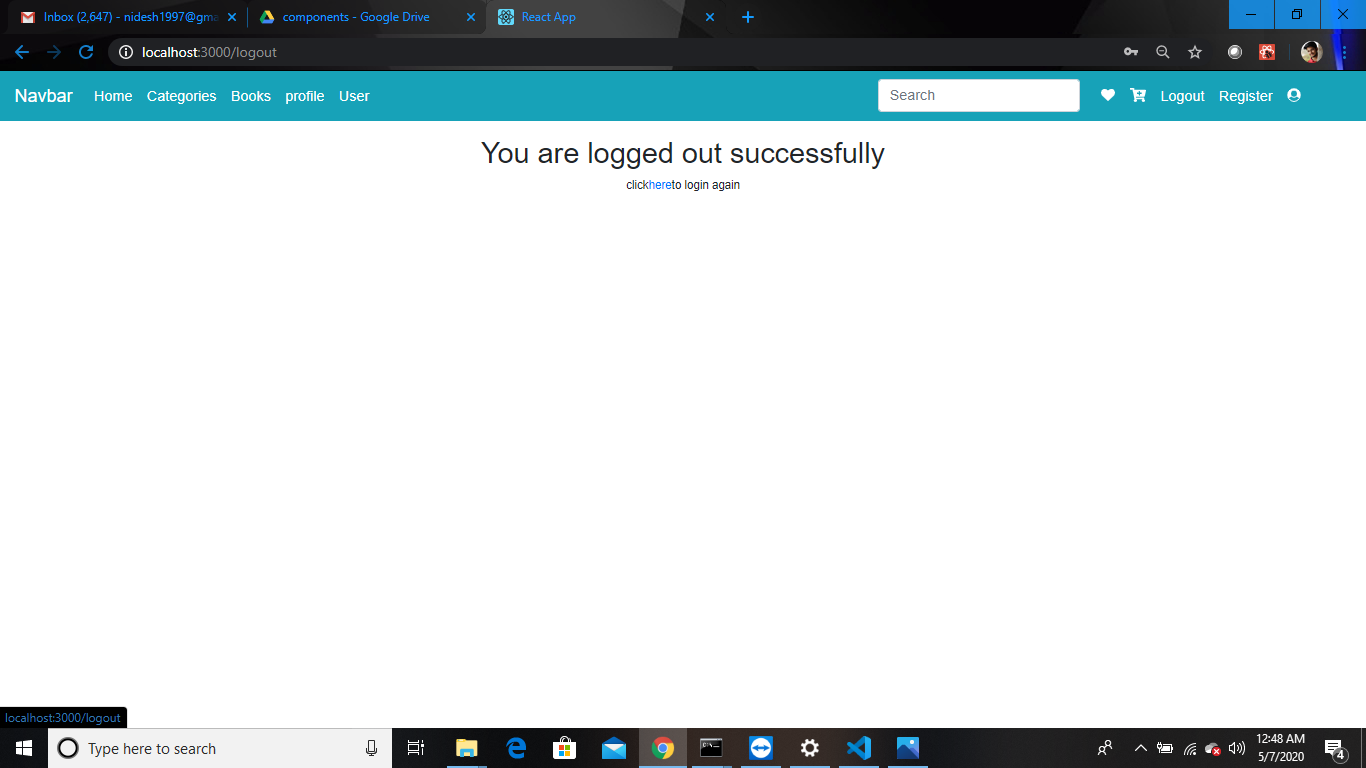 Inbox (2,647) - nidesh1997@gma
components - Google Drive
React App
localhost:3000/logout
Navbar Home Categories Books profile User Search Logout Register
You are logged out successfully
clickhereto login again
localhost:3000/logout
Type here to search
12:48 AM
5/7/2020
4